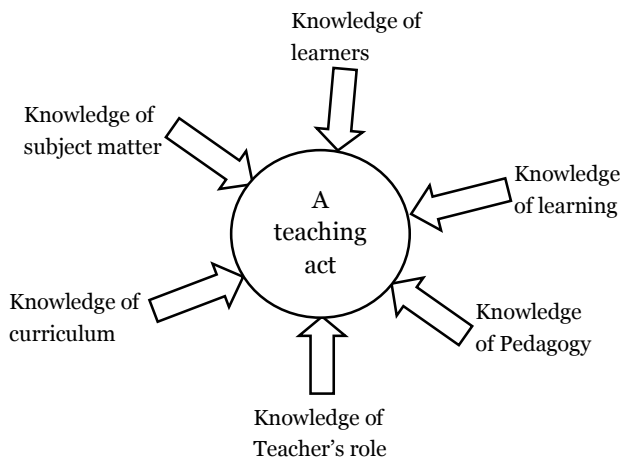 Knowledge of
learners
Knowledge of
subject matter
Knowledge
of learning
A
teaching
act
Knowledge of
curriculum
Knowledge
of Pedagogy
Knowledge of
Teacher's role